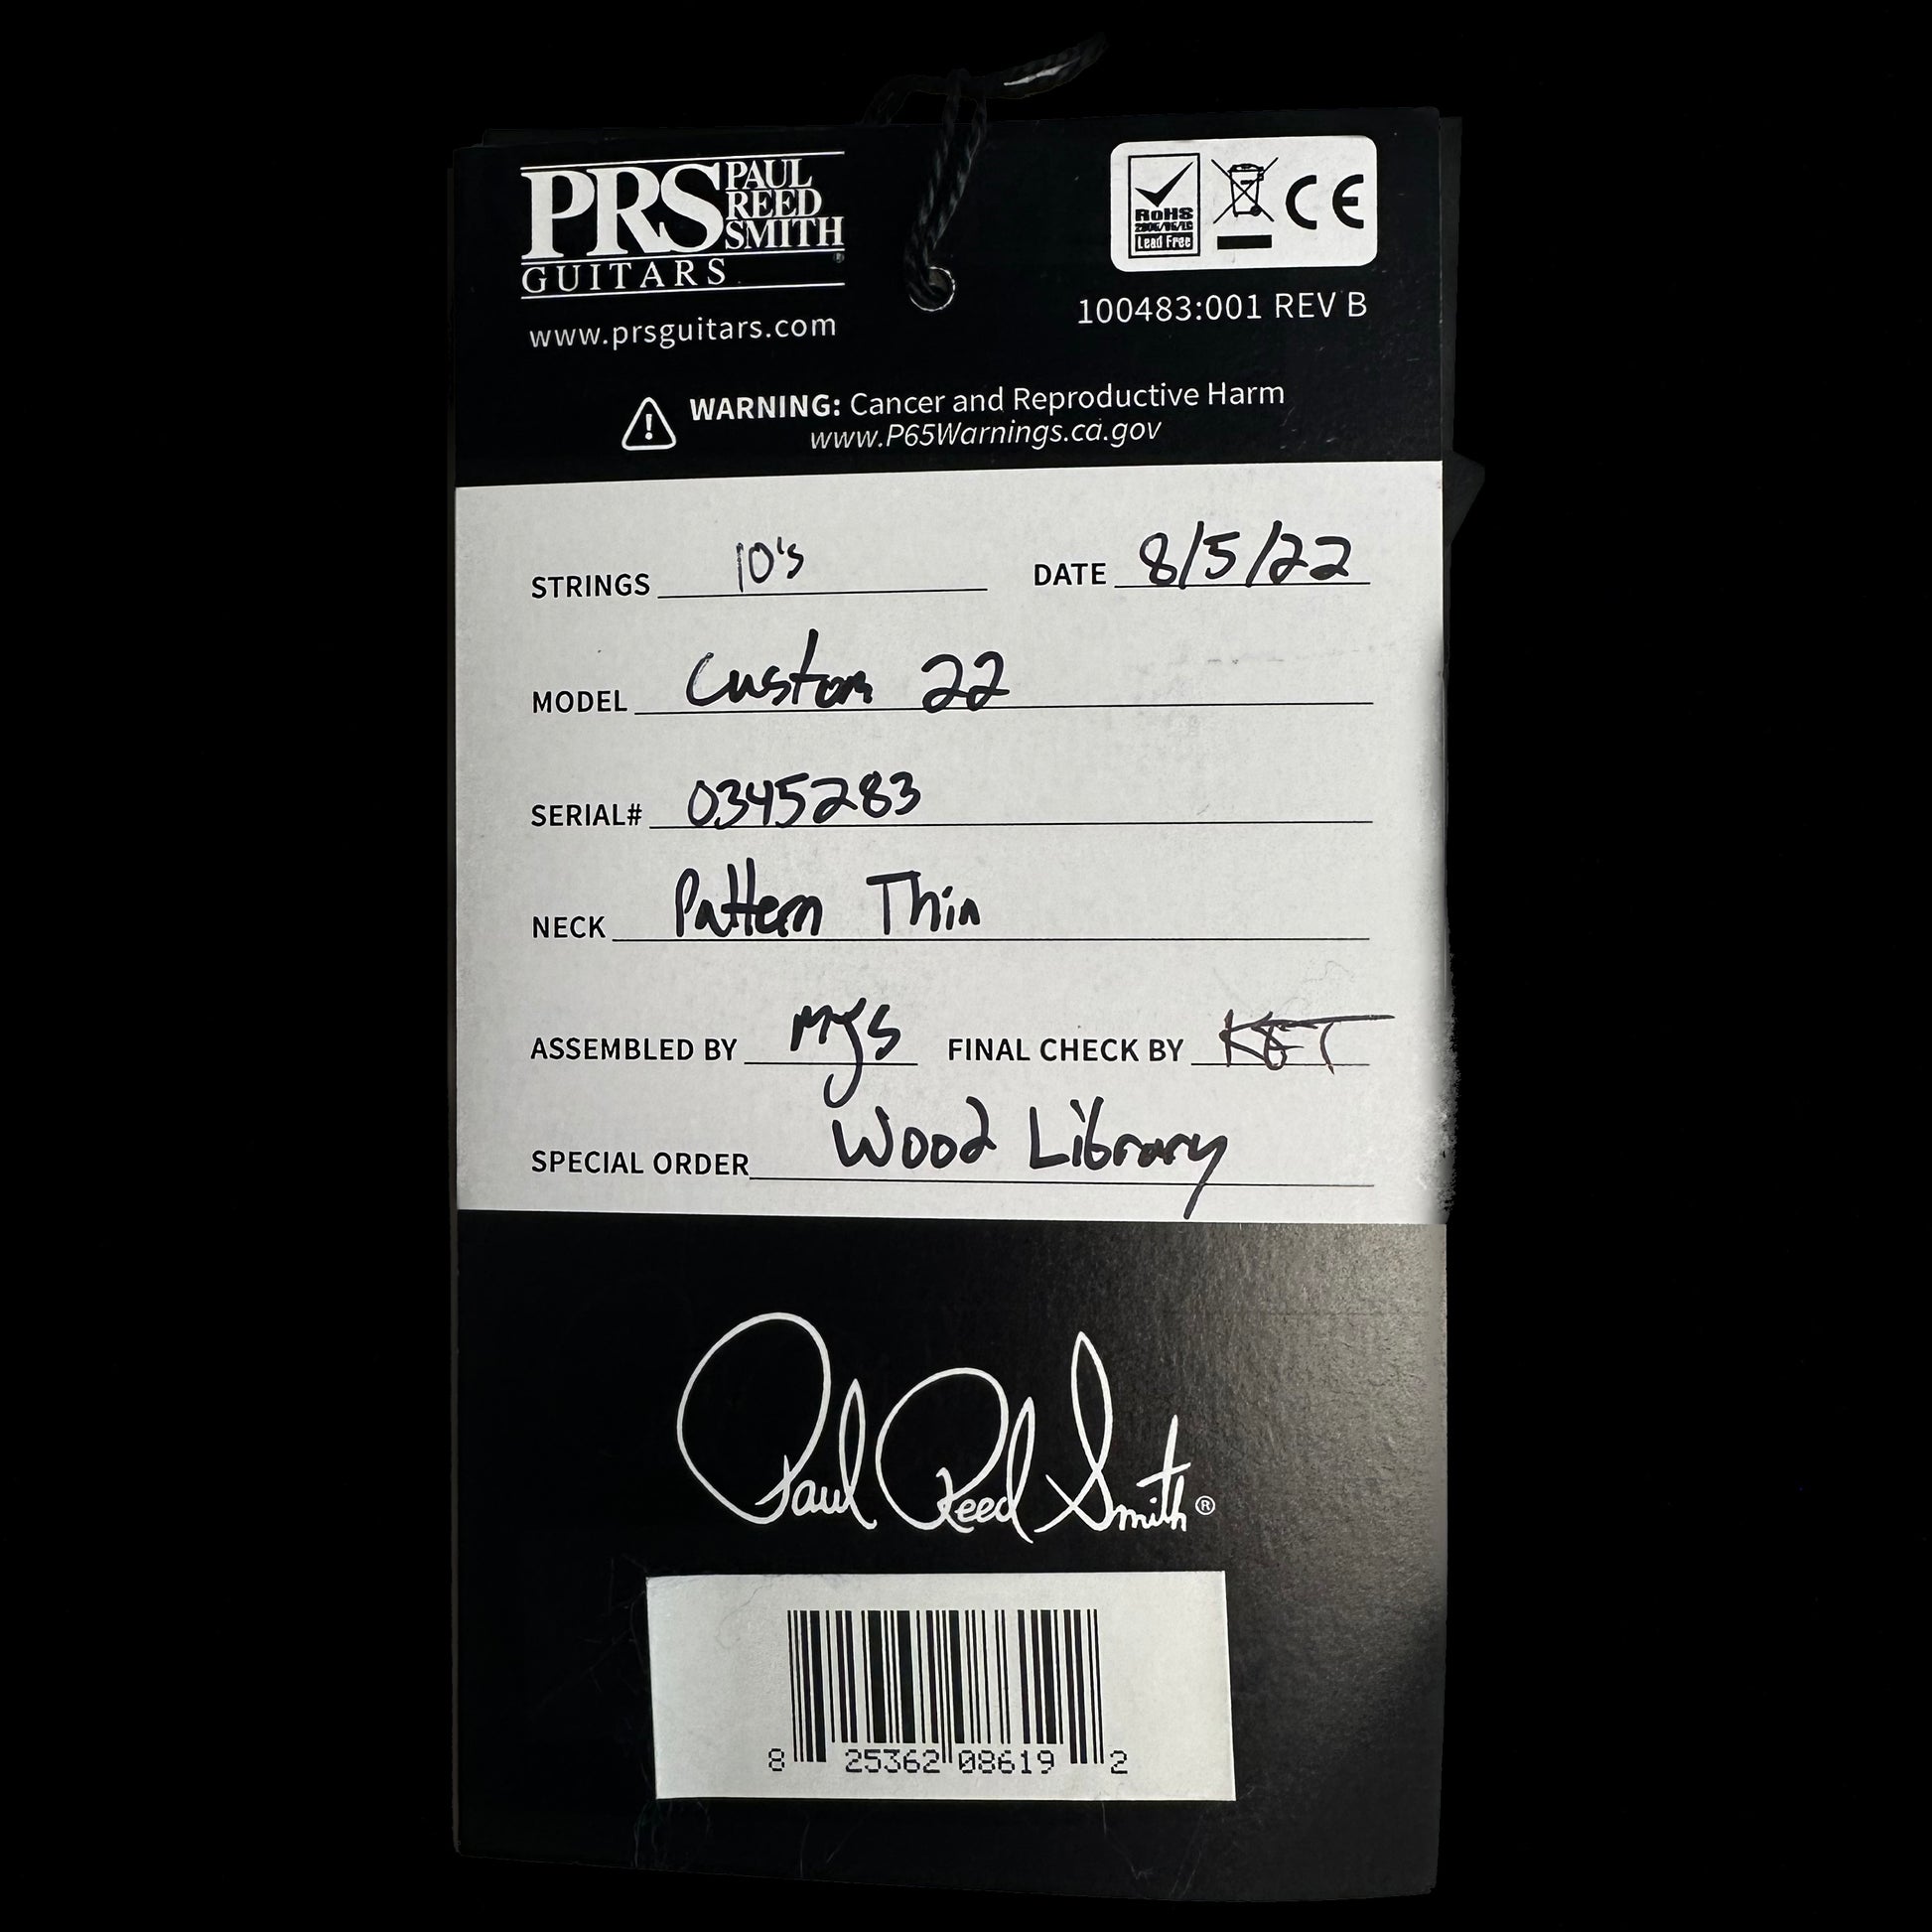 PRS PAUL REED SMITH
GUITARS
www.prsguitars.com
RoHS
2006/95/LC
Lead Free
CE
100483:001 REV B
WARNING: Cancer and Reproductive Harm
www.P65Warnings.ca.gov
STRINGS 10's DATE 8/5/22
MODEL Custom 22
SERIAL# 0345283
NECK Pattern Thin
ASSEMBLED BY MJS FINAL CHECK BY
SPECIAL ORDER Wood Library
Paul Reed Smith®
8 25362 08619 2